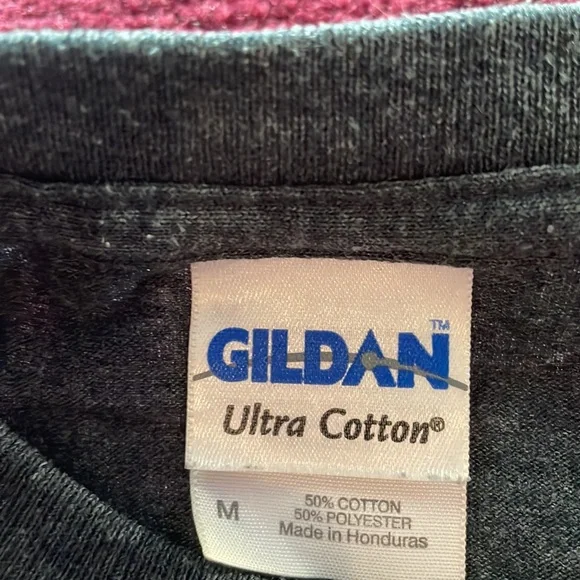 GILDAN™
Ultra Cotton®
M
50% COTTON
50% POLYESTER
Made in Honduras